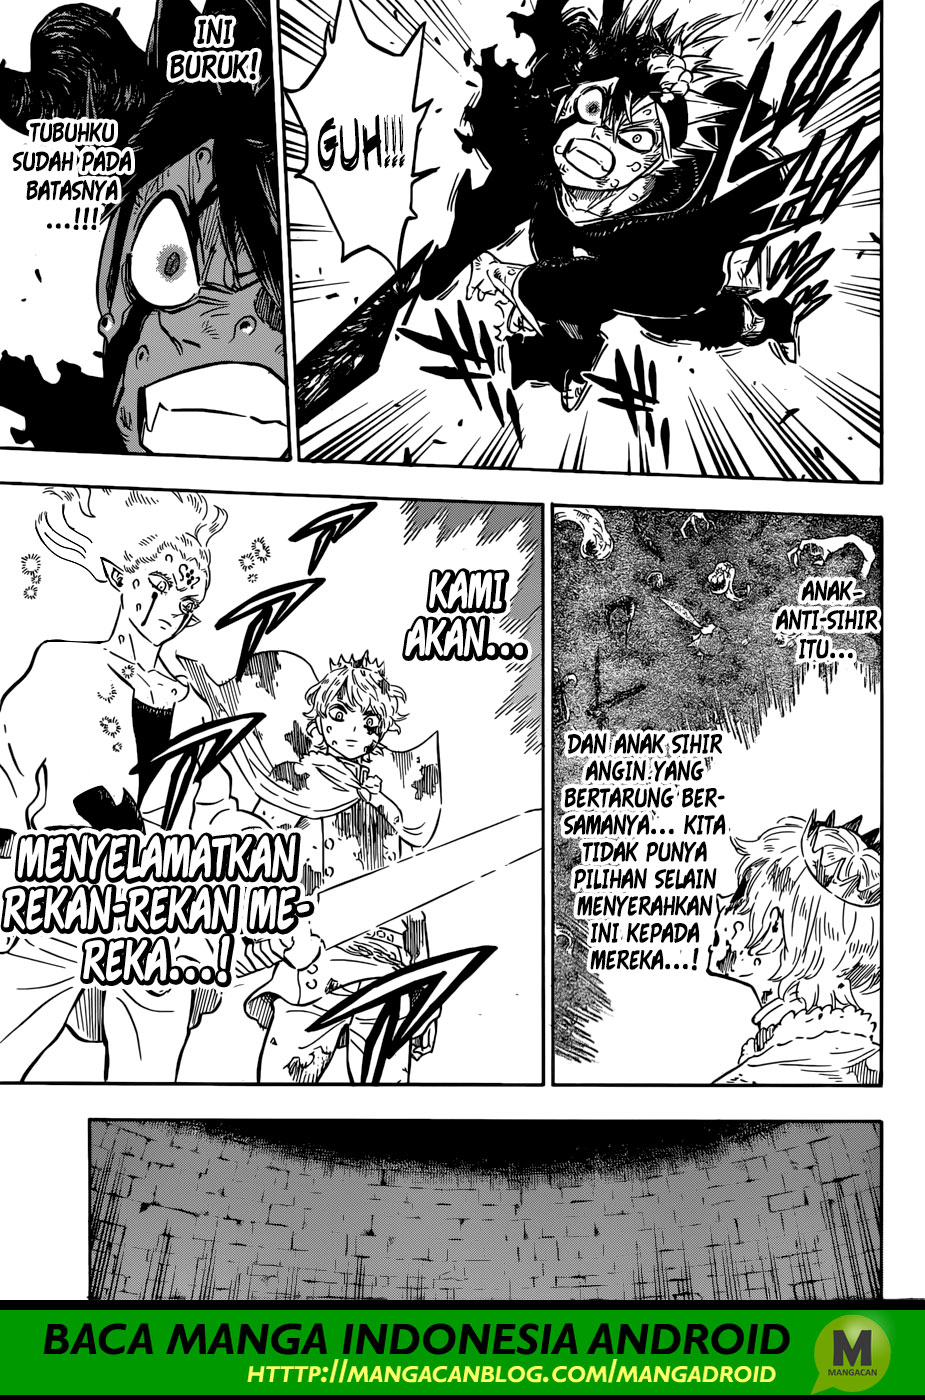 GUH!!!
INI
BURUK!
TUBUHKU
SUDAH PADA
BATASNYA
...!!!
ANAK-
ANTI-SIHIR
ITU...
DAN ANAK SIHIR
ANGIN YANG
BERTARUNG BER-
SAMANYA... KITA
TIDAK PUNYA
PILIHAN SELAIN
MENYERAHKAN
INI KEPADA
MEREKA...!
KAMI
AKAN...
MENYELAMATKAN
REKAN-REKAN ME-
REKA...!
BACA MANGA INDONESIA ANDROID
HTTTP://MANGACANBLOG.COM/MANGADROID
M
MANGACAN